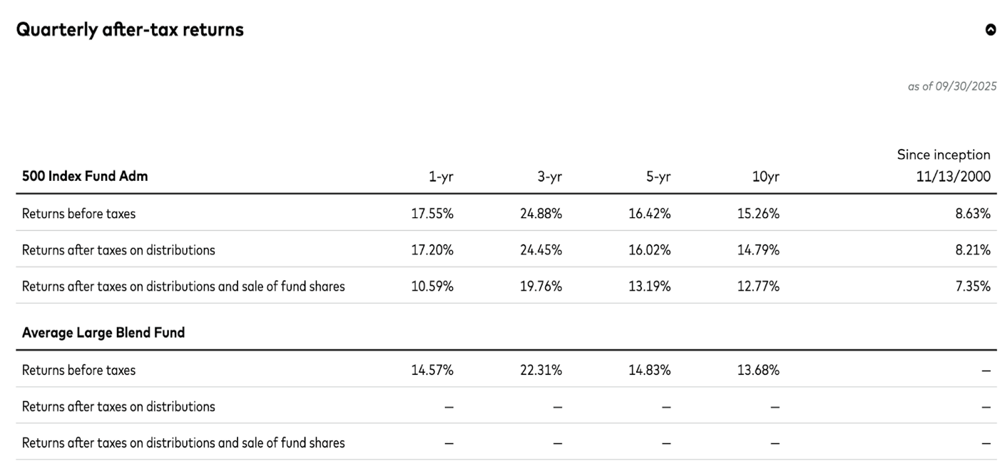 Quarterly after-tax returns
as of 09/30/2025
Since inception
500 Index Fund Adm 1-yr 3-yr 5-yr 10yr 11/13/2000
Returns before taxes 17.55% 24.88% 16.42% 15.26% 8.63%
Returns after taxes on distributions 17.20% 24.45% 16.02% 14.79% 8.21%
Returns after taxes on distributions and sale of fund shares 10.59% 19.76% 13.19% 12.77% 7.35%
Average Large Blend Fund
Returns before taxes 14.57% 22.31% 14.83% 13.68% —
Returns after taxes on distributions — — — — —
Returns after taxes on distributions and sale of fund shares — — — — —